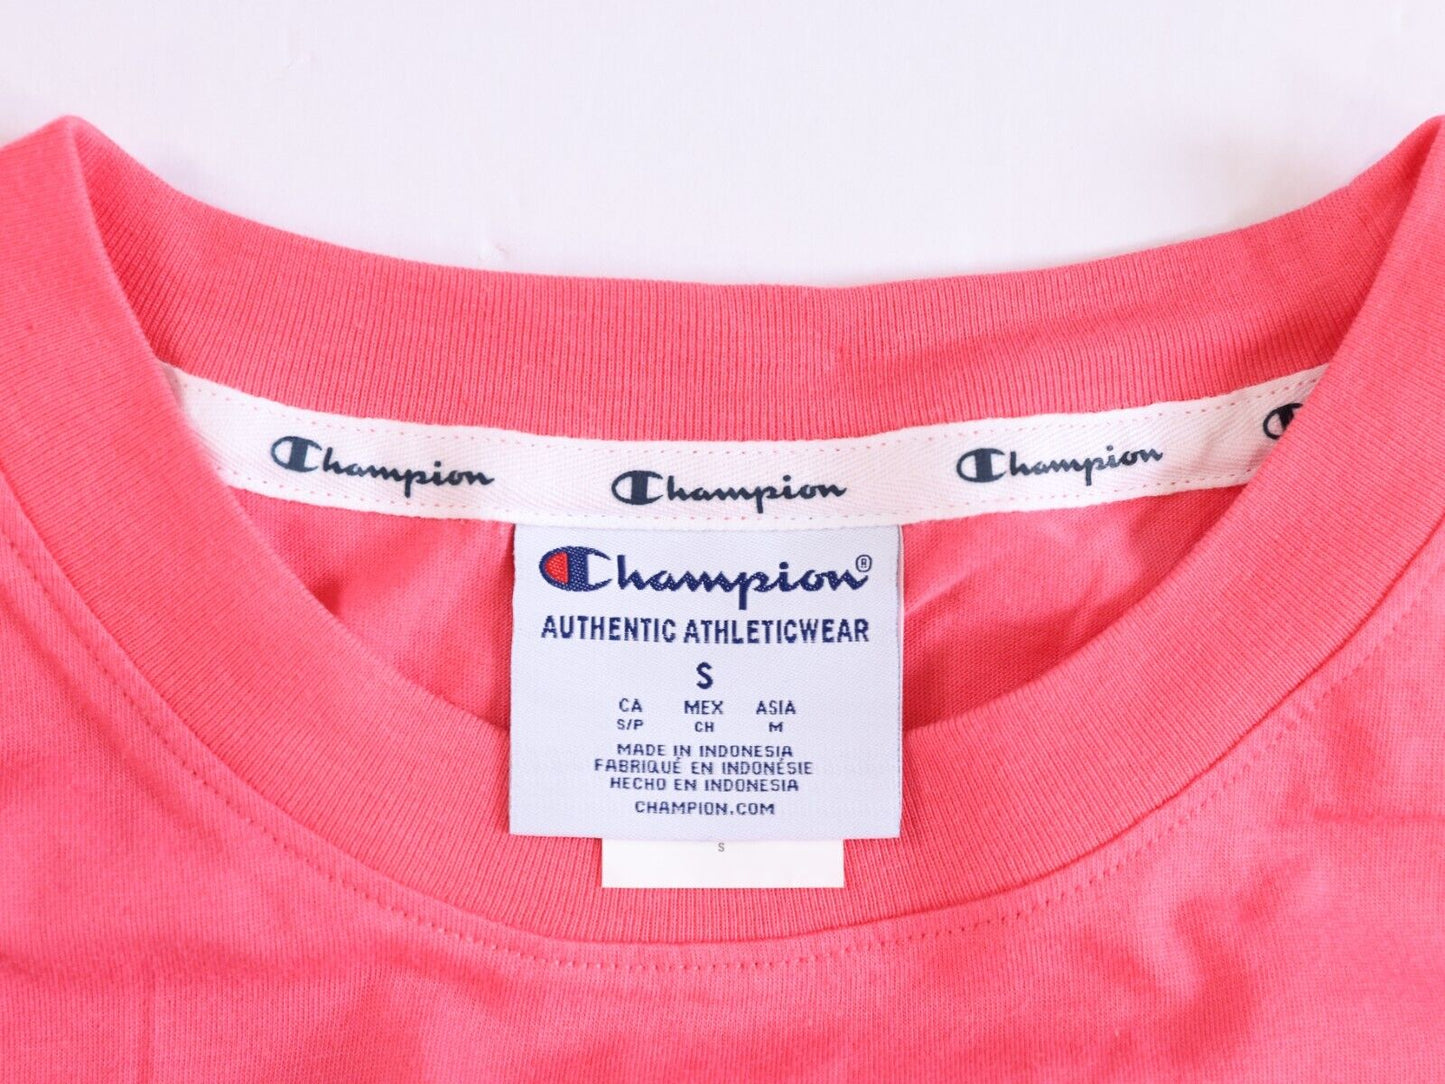 Champion Champion Champion C
Champion®
AUTHENTIC ATHLETICWEAR
S
CA MEX ASIA
S/P CH M
MADE IN INDONESIA
FABRIQUÉ EN INDONÉSIE
HECHO EN INDONESIA
CHAMPION.COM
S